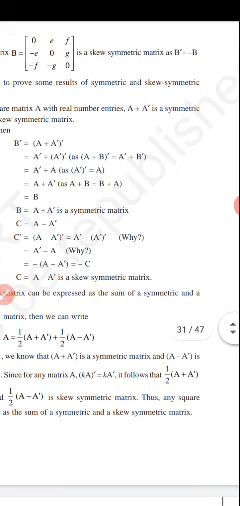 rix B = [ 0 e f ; −e 0 g ; −f −g 0 ] is a skew symmetric matrix as B′= −B
to prove some results of symmetric and skew-symmetric
are matrix A with real number entries, A + A′ is a symmetric
kew symmetric matrix.
hen
B′ = (A + A′)′
= A′ + (A′)′ (as (A + B)′ = A′ + B′)
= A′ + A (as (A′)′ = A)
= A + A′ (as A + B = B + A)
= B
B = A + A′ is a symmetric matrix
C = A − A′
C′ = (A − A′)′ = A′ − (A′)′ (Why?)
= A′ − A (Why?)
= − (A − A′) = − C
C = A − A′ is a skew symmetric matrix.
matrix can be expressed as the sum of a symmetric and a
matrix, then we can write
A = 1/2 (A + A′) + 1/2 (A − A′)
31 / 47
, we know that (A + A′) is a symmetric matrix and (A − A′) is
. Since for any matrix A, (kA)′ = kA′, it follows that 1/2 (A + A′)
d 1/2 (A − A′) is skew symmetric matrix. Thus, any square
as the sum of a symmetric and a skew symmetric matrix.